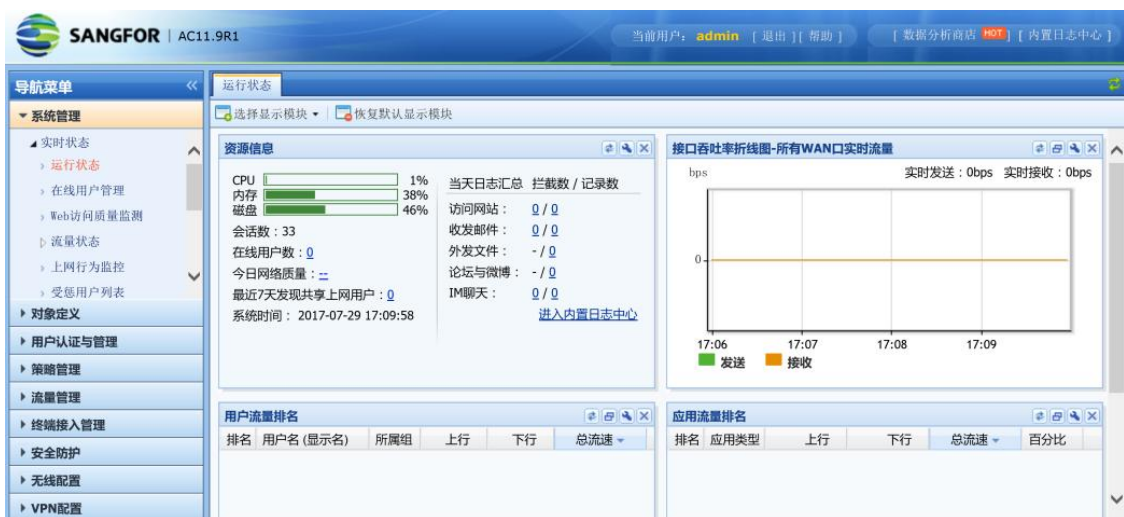 SANGFOR | AC11.9R1
当前用户: admin [ 退出 ][ 帮助 ] [ 数据分析商店 HOT ] [ 内置日志中心 ]
导航菜单
运行状态
系统管理
选择显示模块 恢复默认显示模块
实时状态
运行状态
在线用户管理
Web访问质量监测
流量状态
上网行为监控
受惩用户列表
对象定义
用户认证与管理
策略管理
流量管理
终端接入管理
安全防护
无线配置
VPN配置
资源信息
CPU 1%
内存 38%
磁盘 46%
会话数：33
在线用户数：0
今日网络质量：--
最近7天发现共享上网用户：0
系统时间： 2017-07-29 17:09:58
当天日志汇总 拦截数 / 记录数
访问网站： 0 / 0
收发邮件： 0 / 0
外发文件： - / 0
论坛与微博： - / 0
IM聊天： 0 / 0
进入内置日志中心
接口吞吐率折线图-所有WAN口实时流量
bps 实时发送：0bps 实时接收：0bps
0
17:06 17:07 17:08 17:09
发送 接收
用户流量排名
排名 用户名 (显示名) 所属组 上行 下行 总流速
应用流量排名
排名 应用类型 上行 下行 总流速 百分比